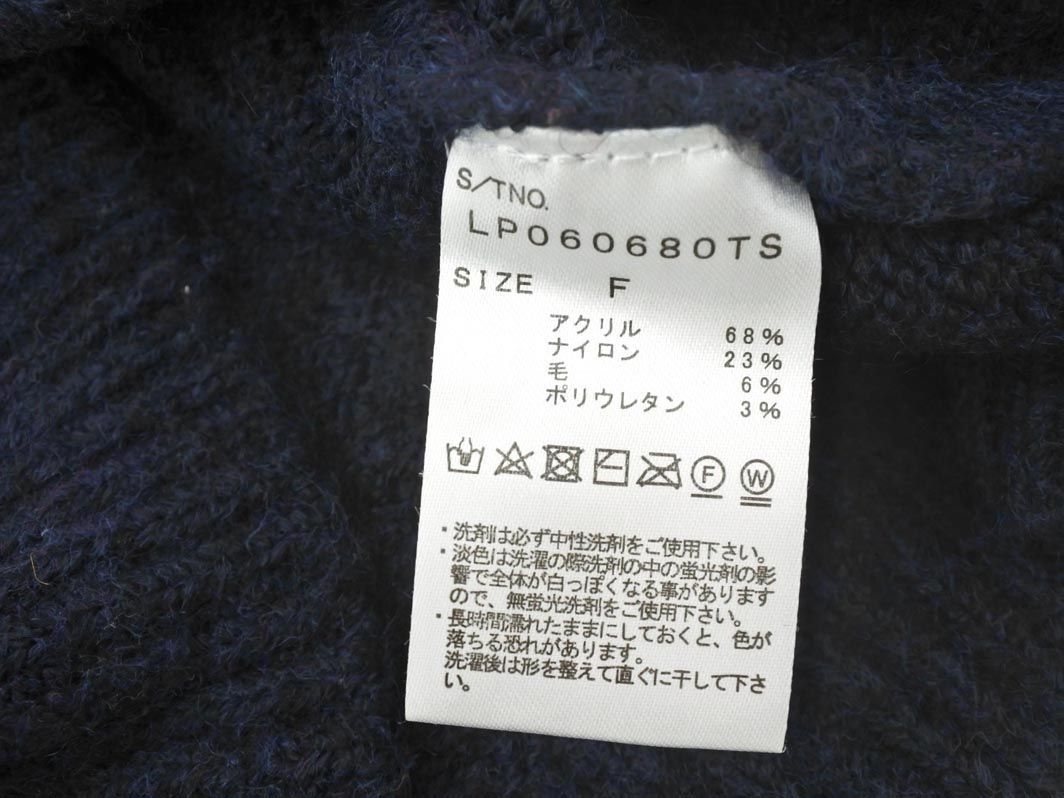 S/TNO.
LP060680TS
SIZE F
アクリル 68%
ナイロン 23%
毛 6%
ポリウレタン 3%
F W
・洗剤は必ず中性洗剤をご使用下さい。
・淡色は洗濯の際洗剤の中の蛍光剤の影
響で全体が白っぽくなる事があります
ので、無蛍光洗剤をご使用下さい。
・長時間濡れたままにしておくと、色が
落ちる恐れがあります。
洗濯後は形を整えて直ぐに干して下さ
い。